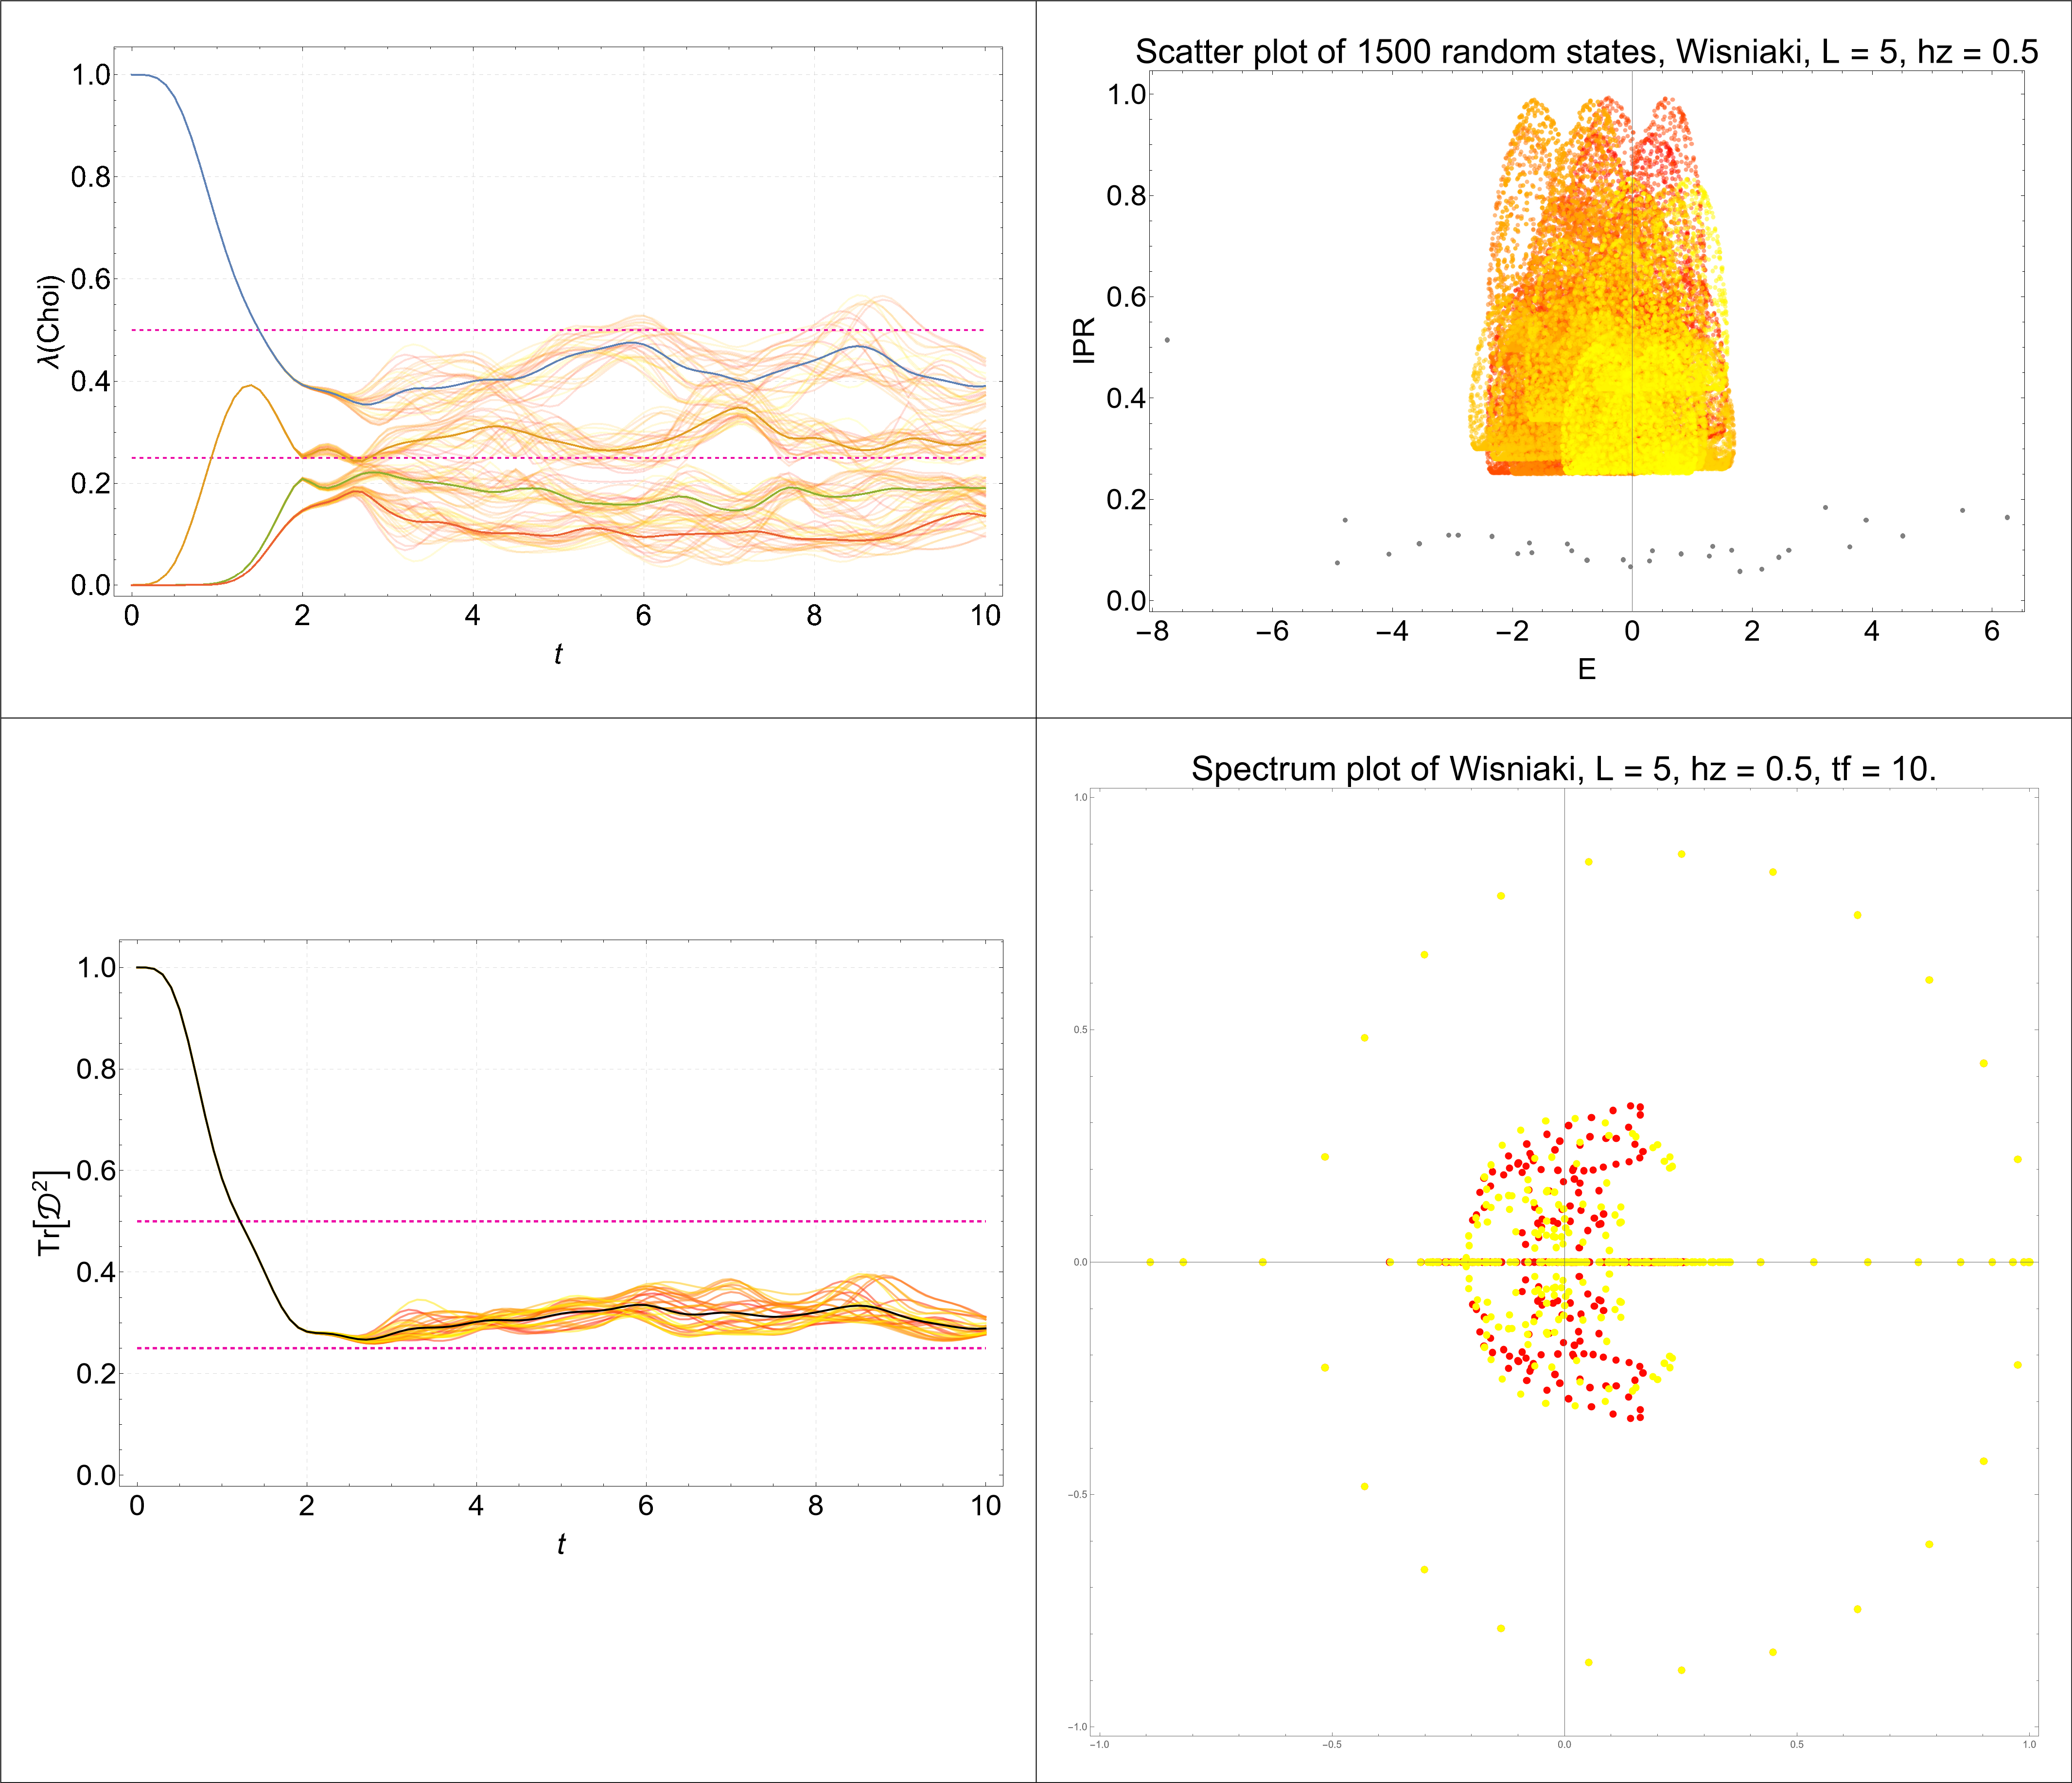 1.0
0.8
0.6
0.4
0.2
0.0
λ(Choi)
0 2 4 6 8 10
t
Scatter plot of 1500 random states, Wisniaki, L = 5, hz = 0.5
1.0
0.8
0.6
0.4
0.2
0.0
IPR
−8 −6 −4 −2 0 2 4 6
E
1.0
0.8
0.6
0.4
0.2
0.0
Tr[𝒟²]
0 2 4 6 8 10
t
Spectrum plot of Wisniaki, L = 5, hz = 0.5, tf = 10.
1.0
0.5
0.0
−0.5
−1.0
−1.0 −0.5 0.0 0.5 1.0